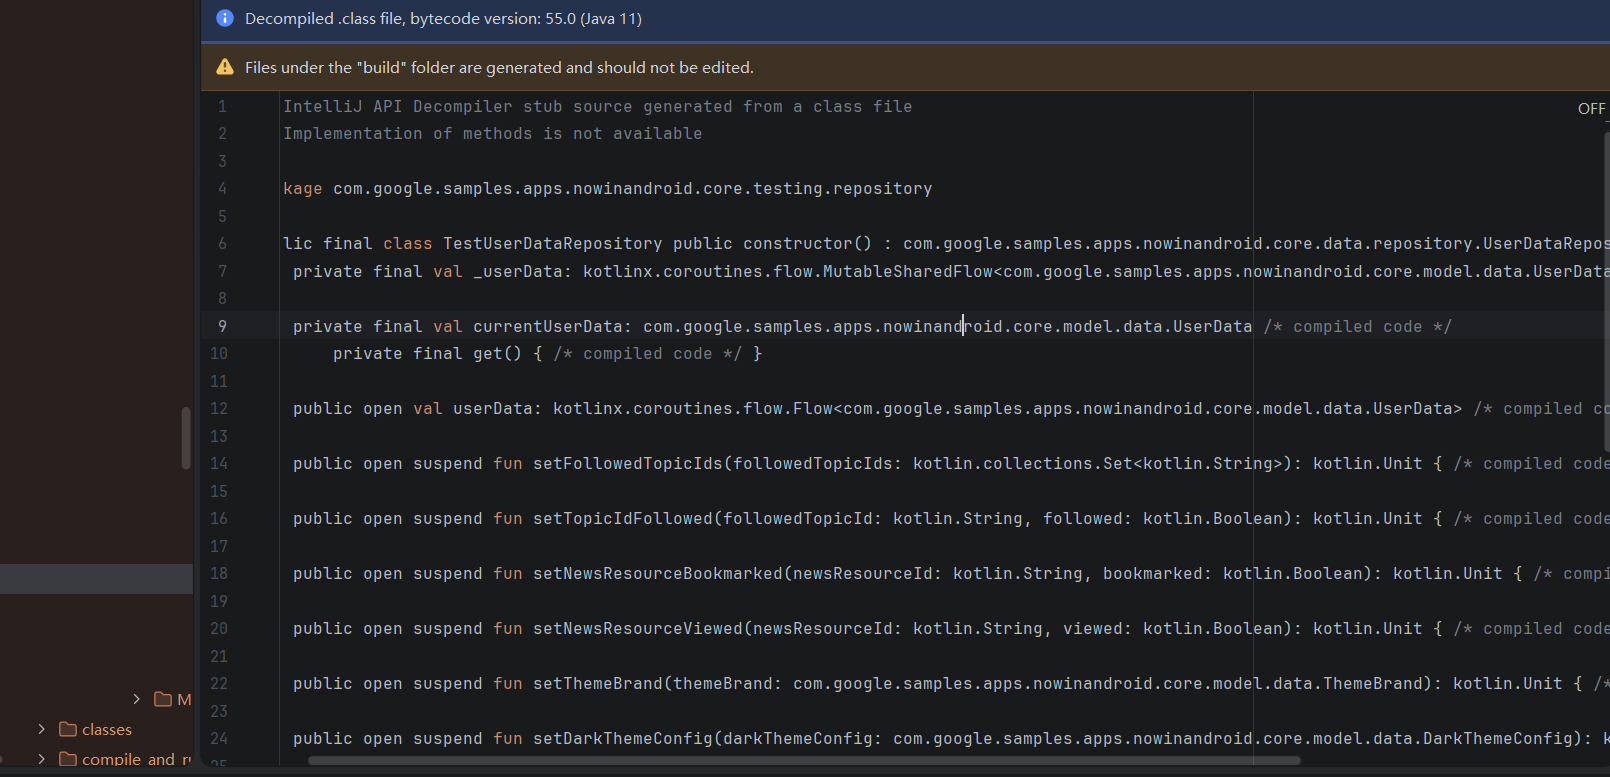 Decompiled .class file, bytecode version: 55.0 (Java 11)
Files under the "build" folder are generated and should not be edited.
OFF
1 IntelliJ API Decompiler stub source generated from a class file
2 Implementation of methods is not available
3
4 kage com.google.samples.apps.nowinandroid.core.testing.repository
5
6 lic final class TestUserDataRepository public constructor() : com.google.samples.apps.nowinandroid.core.data.repository.UserDataRepos
7 private final val _userData: kotlinx.coroutines.flow.MutableSharedFlow<com.google.samples.apps.nowinandroid.core.model.data.UserData
8
9 private final val currentUserData: com.google.samples.apps.nowinandroid.core.model.data.UserData /* compiled code */
10 private final get() { /* compiled code */ }
11
12 public open val userData: kotlinx.coroutines.flow.Flow<com.google.samples.apps.nowinandroid.core.model.data.UserData> /* compiled co
13
14 public open suspend fun setFollowedTopicIds(followedTopicIds: kotlin.collections.Set<kotlin.String>): kotlin.Unit { /* compiled code
15
16 public open suspend fun setTopicIdFollowed(followedTopicId: kotlin.String, followed: kotlin.Boolean): kotlin.Unit { /* compiled code
17
18 public open suspend fun setNewsResourceBookmarked(newsResourceId: kotlin.String, bookmarked: kotlin.Boolean): kotlin.Unit { /* compi
19
20 public open suspend fun setNewsResourceViewed(newsResourceId: kotlin.String, viewed: kotlin.Boolean): kotlin.Unit { /* compiled code
21
22 public open suspend fun setThemeBrand(themeBrand: com.google.samples.apps.nowinandroid.core.model.data.ThemeBrand): kotlin.Unit { /*
23
24 public open suspend fun setDarkThemeConfig(darkThemeConfig: com.google.samples.apps.nowinandroid.core.model.data.DarkThemeConfig): k
25
M
classes
compile_and_ru